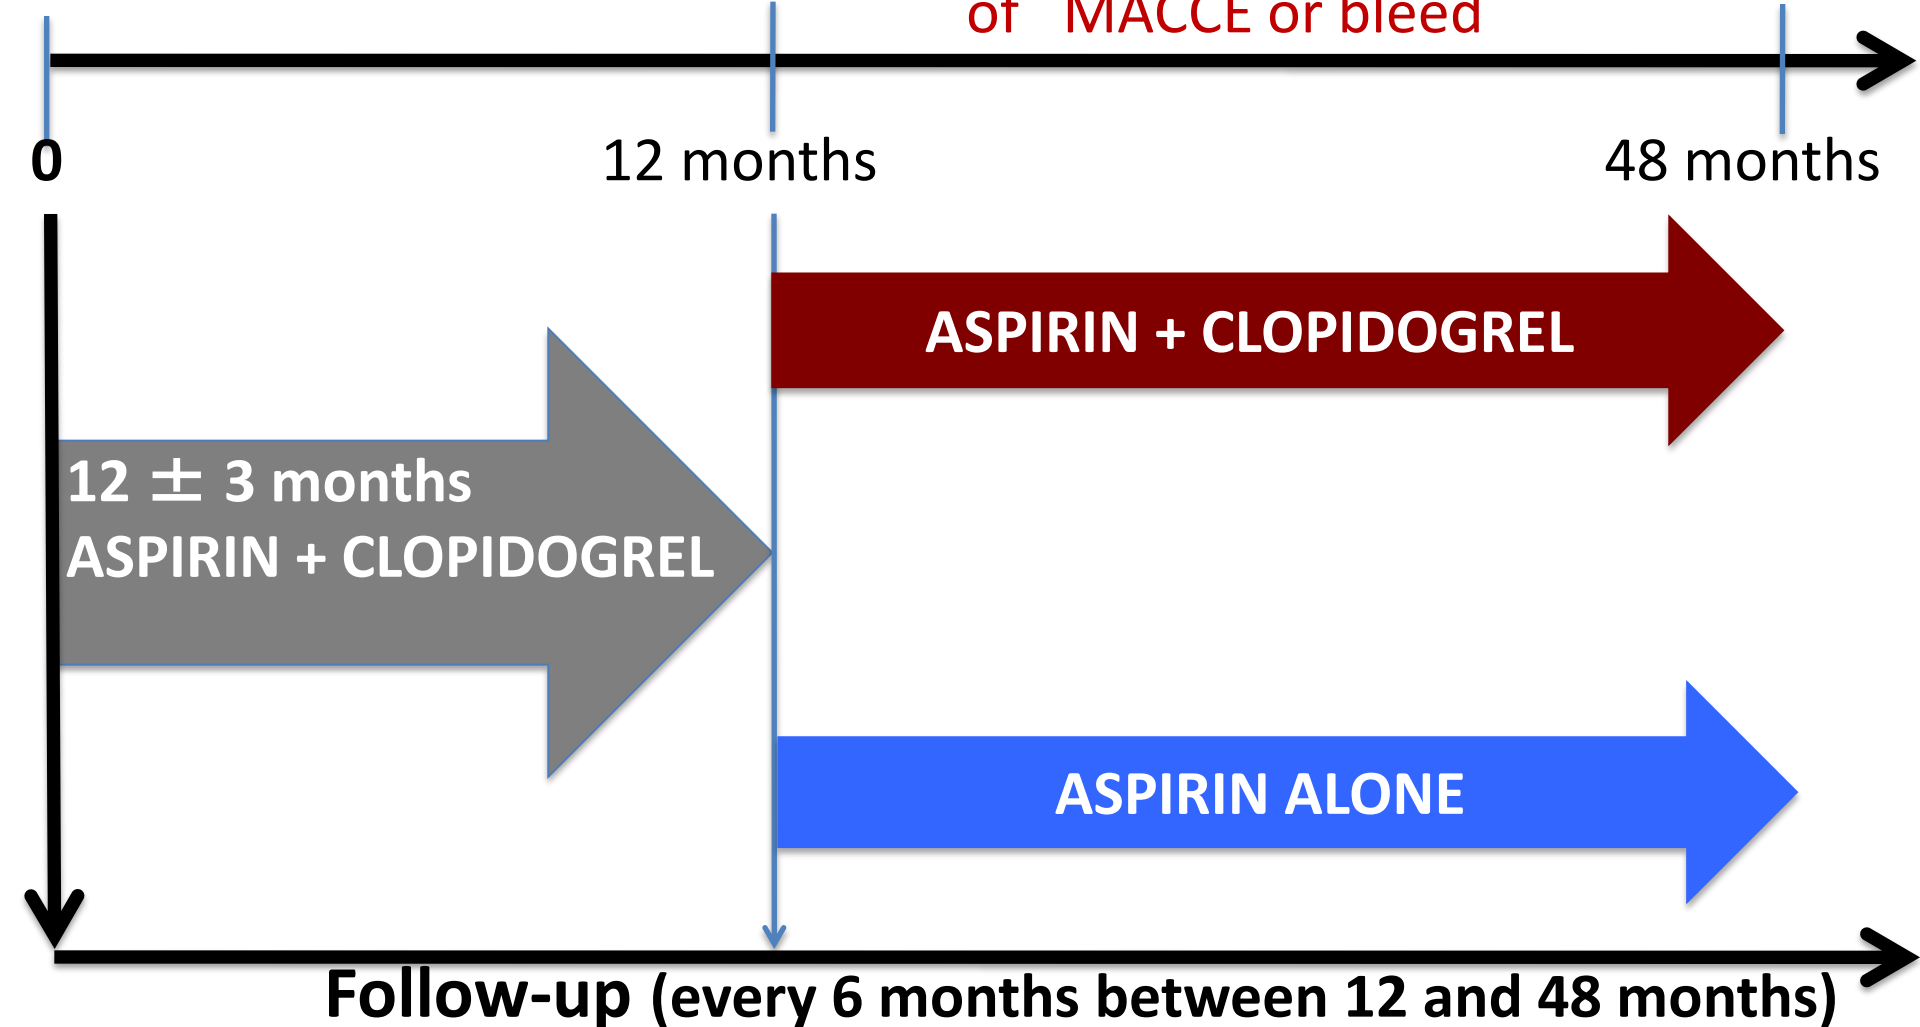 of MACCE or bleed
0
12 months
48 months
ASPIRIN + CLOPIDOGREL
12 ± 3 months
ASPIRIN + CLOPIDOGREL
ASPIRIN ALONE
Follow-up (every 6 months between 12 and 48 months)